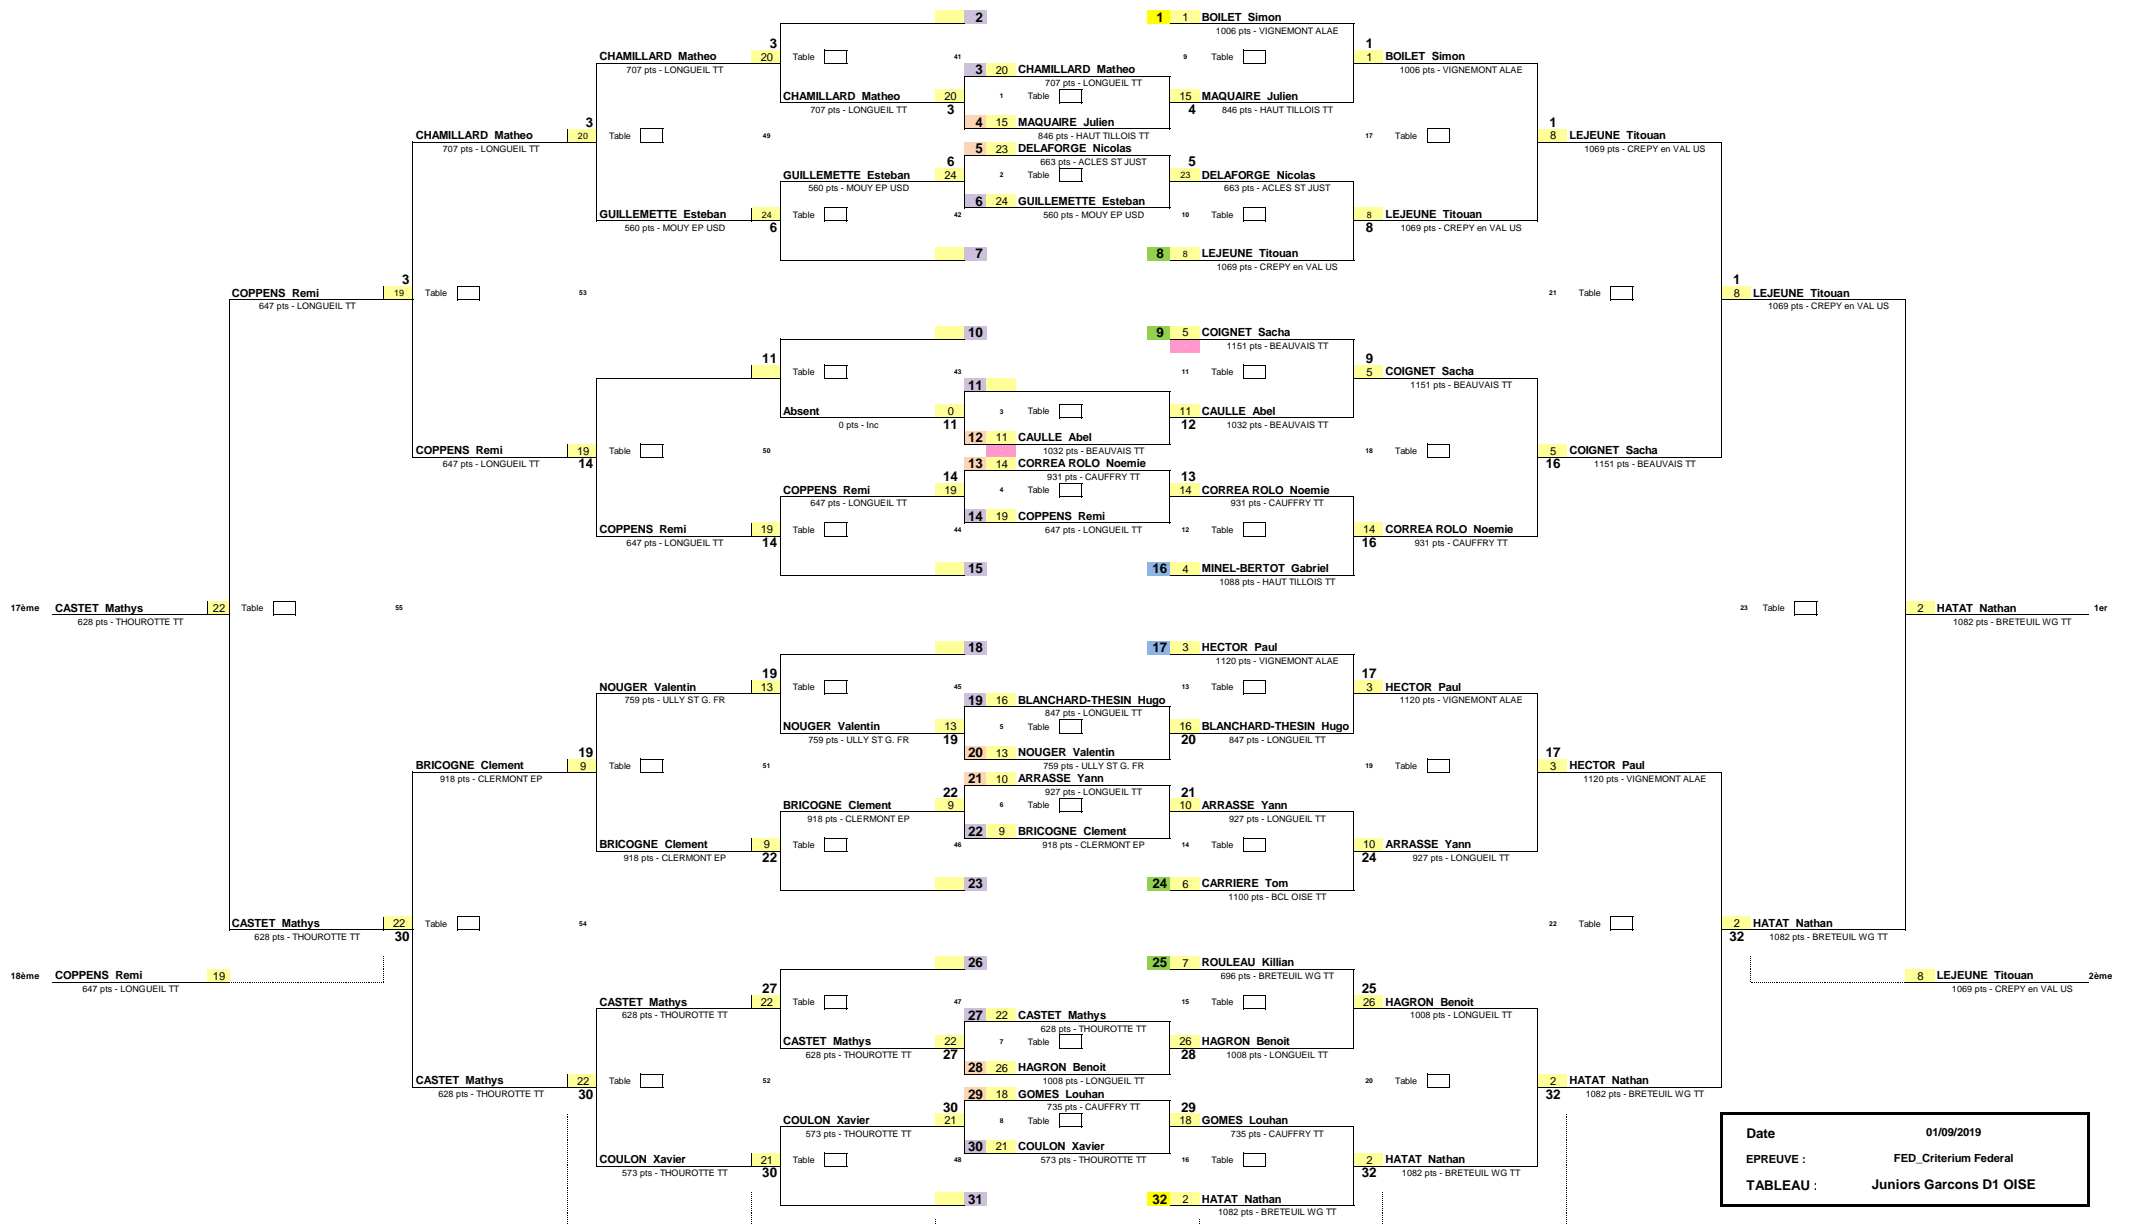 2
1 1 BOILET Simon
1006 pts - VIGNEMONT ALAE
3 1
CHAMILLARD Matheo 20 Table 41 9 Table 1 BOILET Simon
707 pts - LONGUEIL TT 3 20 CHAMILLARD Matheo 1006 pts - VIGNEMONT ALAE
707 pts - LONGUEIL TT
CHAMILLARD Matheo 20 1 Table 15 MAQUAIRE Julien
707 pts - LONGUEIL TT 3 4 846 pts - HAUT TILLOIS TT
4 15 MAQUAIRE Julien
3 1
CHAMILLARD Matheo 20 Table 49 846 pts - HAUT TILLOIS TT 17 Table 8 LEJEUNE Titouan
707 pts - LONGUEIL TT 5 23 DELAFORGE Nicolas 1069 pts - CREPY en VAL US
6 663 pts - ACLES ST JUST 5
GUILLEMETTE Esteban 24 2 Table 23 DELAFORGE Nicolas
560 pts - MOUY EP USD 663 pts - ACLES ST JUST
6 24 GUILLEMETTE Esteban
GUILLEMETTE Esteban 24 Table 42 560 pts - MOUY EP USD 10 Table 8 LEJEUNE Titouan
560 pts - MOUY EP USD 6 8 1069 pts - CREPY en VAL US
7 8 8 LEJEUNE Titouan
1069 pts - CREPY en VAL US
3 1
COPPENS Remi 19 Table 53 21 Table 8 LEJEUNE Titouan
647 pts - LONGUEIL TT 1069 pts - CREPY en VAL US
10 9 5 COIGNET Sacha
1151 pts - BEAUVAIS TT
11 9
Table 43 11 Table 5 COIGNET Sacha
11 1151 pts - BEAUVAIS TT
Absent 0 3 Table 11 CAULLE Abel
0 pts - Inc 11 12 1032 pts - BEAUVAIS TT
12 11 CAULLE Abel
COPPENS Remi 19 Table 50 1032 pts - BEAUVAIS TT 18 Table 5 COIGNET Sacha
647 pts - LONGUEIL TT 14 13 14 CORREA ROLO Noemie 16 1151 pts - BEAUVAIS TT
14 931 pts - CAUFFRY TT 13
COPPENS Remi 19 4 Table 14 CORREA ROLO Noemie
647 pts - LONGUEIL TT 931 pts - CAUFFRY TT
14 19 COPPENS Remi
COPPENS Remi 19 Table 44 647 pts - LONGUEIL TT 12 Table 14 CORREA ROLO Noemie
647 pts - LONGUEIL TT 14 16 931 pts - CAUFFRY TT
15 16 4 MINEL-BERTOT Gabriel
1088 pts - HAUT TILLOIS TT
17ème CASTET Mathys 22 Table 55 23 Table 2 HATAT Nathan 1er
628 pts - THOUROTTE TT 1082 pts - BRETEUIL WG TT
18 17 3 HECTOR Paul
1120 pts - VIGNEMONT ALAE
19 17
NOUGER Valentin 13 Table 45 13 Table 3 HECTOR Paul
759 pts - ULLY ST G. FR 19 16 BLANCHARD-THESIN Hugo 1120 pts - VIGNEMONT ALAE
847 pts - LONGUEIL TT
NOUGER Valentin 13 5 Table 16 BLANCHARD-THESIN Hugo
759 pts - ULLY ST G. FR 19 20 847 pts - LONGUEIL TT
19 20 13 NOUGER Valentin 17
BRICOGNE Clement 9 Table 51 759 pts - ULLY ST G. FR 19 Table 3 HECTOR Paul
918 pts - CLERMONT EP 21 10 ARRASSE Yann 1120 pts - VIGNEMONT ALAE
22 927 pts - LONGUEIL TT 21
BRICOGNE Clement 9 6 Table 10 ARRASSE Yann
918 pts - CLERMONT EP 927 pts - LONGUEIL TT
22 9 BRICOGNE Clement
BRICOGNE Clement 9 Table 46 918 pts - CLERMONT EP 14 Table 10 ARRASSE Yann
918 pts - CLERMONT EP 22 24 927 pts - LONGUEIL TT
23 24 6 CARRIERE Tom
1100 pts - BCL OISE TT
CASTET Mathys 22 Table 54 22 Table 2 HATAT Nathan
628 pts - THOUROTTE TT 30 32 1082 pts - BRETEUIL WG TT
26 25 7 ROULEAU Killian
18ème COPPENS Remi 19 696 pts - BRETEUIL WG TT 8 LEJEUNE Titouan 2ème
647 pts - LONGUEIL TT 27 25 1069 pts - CREPY en VAL US
CASTET Mathys 22 Table 47 15 Table 26 HAGRON Benoit
628 pts - THOUROTTE TT 27 22 CASTET Mathys 1008 pts - LONGUEIL TT
628 pts - THOUROTTE TT
CASTET Mathys 22 7 Table 26 HAGRON Benoit
628 pts - THOUROTTE TT 27 28 1008 pts - LONGUEIL TT
28 26 HAGRON Benoit
CASTET Mathys 22 Table 52 1008 pts - LONGUEIL TT 20 Table 2 HATAT Nathan
628 pts - THOUROTTE TT 30 29 18 GOMES Louhan 32 1082 pts - BRETEUIL WG TT
30 735 pts - CAUFFRY TT 29
COULON Xavier 21 8 Table 18 GOMES Louhan
573 pts - THOUROTTE TT 735 pts - CAUFFRY TT
30 21 COULON Xavier
COULON Xavier 21 Table 48 573 pts - THOUROTTE TT 16 Table 2 HATAT Nathan
573 pts - THOUROTTE TT 30 32 1082 pts - BRETEUIL WG TT
31 32 2 HATAT Nathan
1082 pts - BRETEUIL WG TT
Date 01/09/2019
EPREUVE : FED_Criterium Federal
TABLEAU : Juniors Garcons D1 OISE